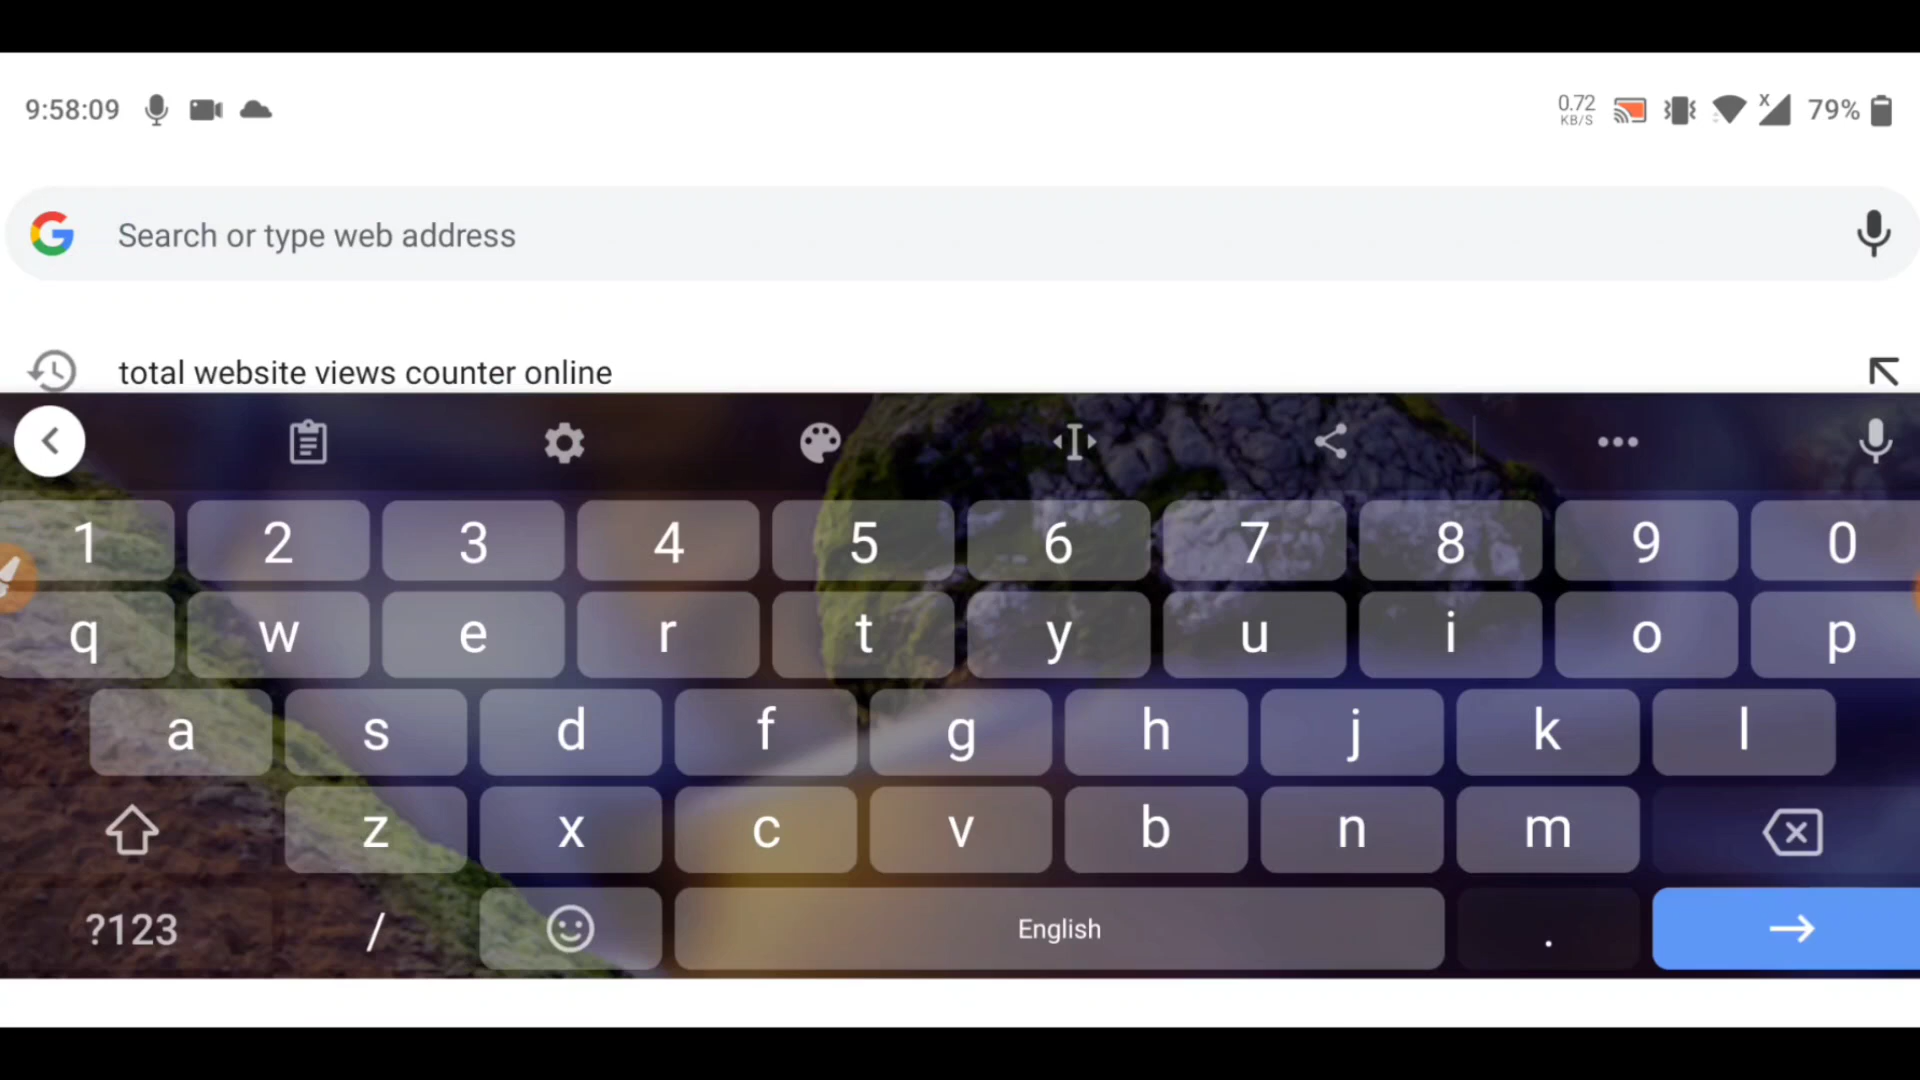 9:58:09
0.72
KB/S
x
79%
Search or type web address
total website views counter online
1 2 3 4 5 6 7 8 9 0
q w e r t y u i o p
a s d f g h j k l
z x c v b n m
?123 / English .